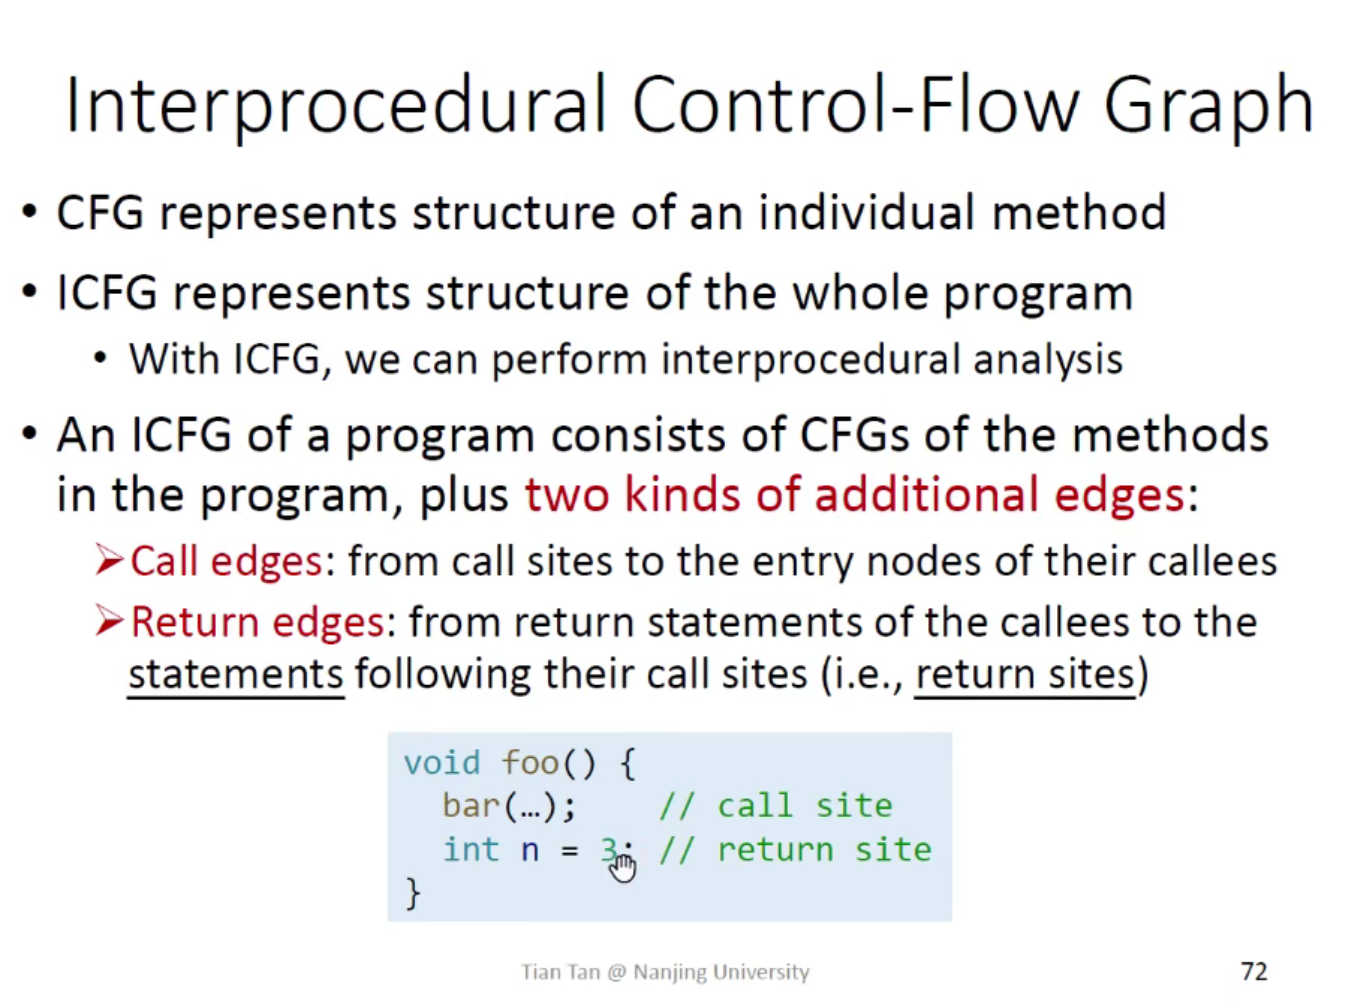 Interprocedural Control-Flow Graph
• CFG represents structure of an individual method
• ICFG represents structure of the whole program
• With ICFG, we can perform interprocedural analysis
• An ICFG of a program consists of CFGs of the methods
in the program, plus two kinds of additional edges:
➢Call edges: from call sites to the entry nodes of their callees
➢Return edges: from return statements of the callees to the
statements following their call sites (i.e., return sites)
void foo() {
bar(…); // call site
int n = 3; // return site
}
Tian Tan @ Nanjing University
72